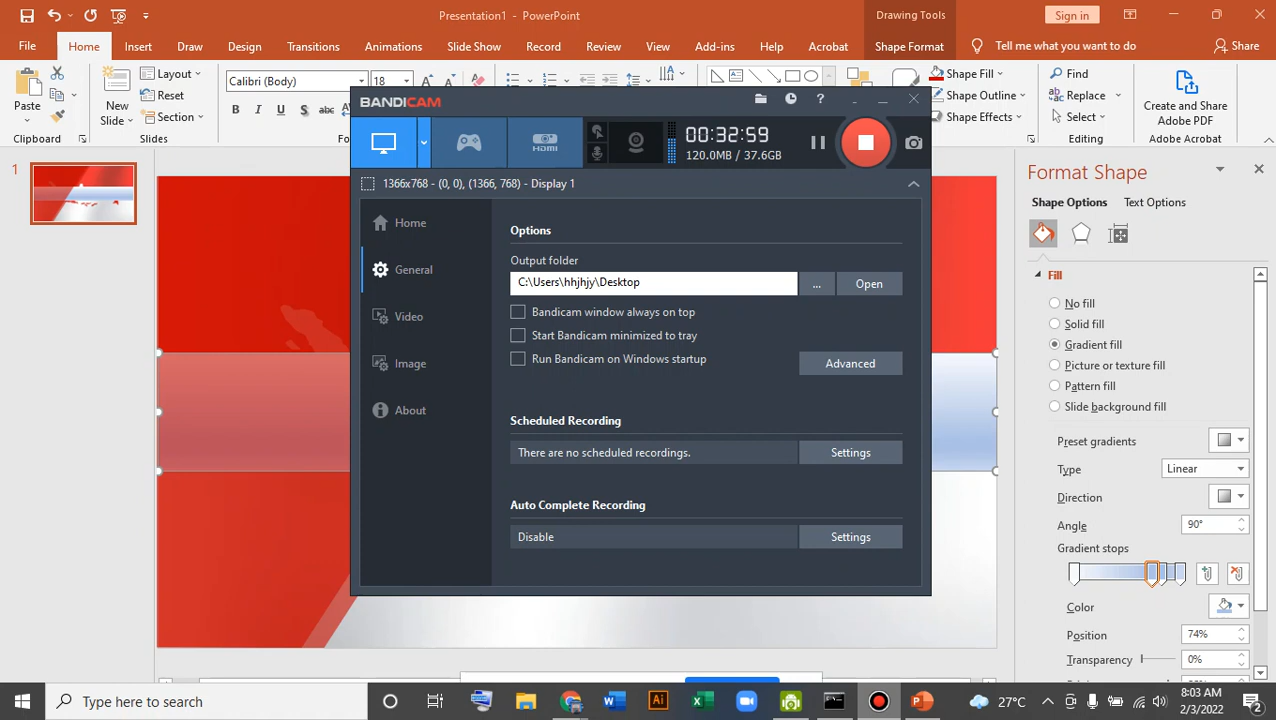 Presentation1 - PowerPoint
Drawing Tools
Sign in
File
Home
Insert
Draw
Design
Transitions
Animations
Slide Show
Record
Review
View
Add-ins
Help
Acrobat
Shape Format
Tell me what you want to do
Share
Paste
Clipboard
New
Slide
Layout
Reset
Section
Slides
Calibri (Body)
18
B I U S abc
Shape Fill
Shape Outline
Shape Effects
Find
Replace
Select
Editing
Create and Share
Adobe PDF
Adobe Acrobat
1
BANDICAM
?
HDMI
00:32:59
120.0MB / 37.6GB
1366x768 - (0, 0), (1366, 768) - Display 1
Home
General
Video
Image
About
Options
Output folder
C:\Users\hhjhjy\Desktop
...
Open
Bandicam window always on top
Start Bandicam minimized to tray
Run Bandicam on Windows startup
Advanced
Scheduled Recording
There are no scheduled recordings.
Settings
Auto Complete Recording
Disable
Settings
Format Shape
Shape Options
Text Options
Fill
No fill
Solid fill
Gradient fill
Picture or texture fill
Pattern fill
Slide background fill
Preset gradients
Type
Linear
Direction
Angle
90°
Gradient stops
Color
Position
74%
Transparency
0%
Type here to search
27°C
8:03 AM
2/3/2022
2